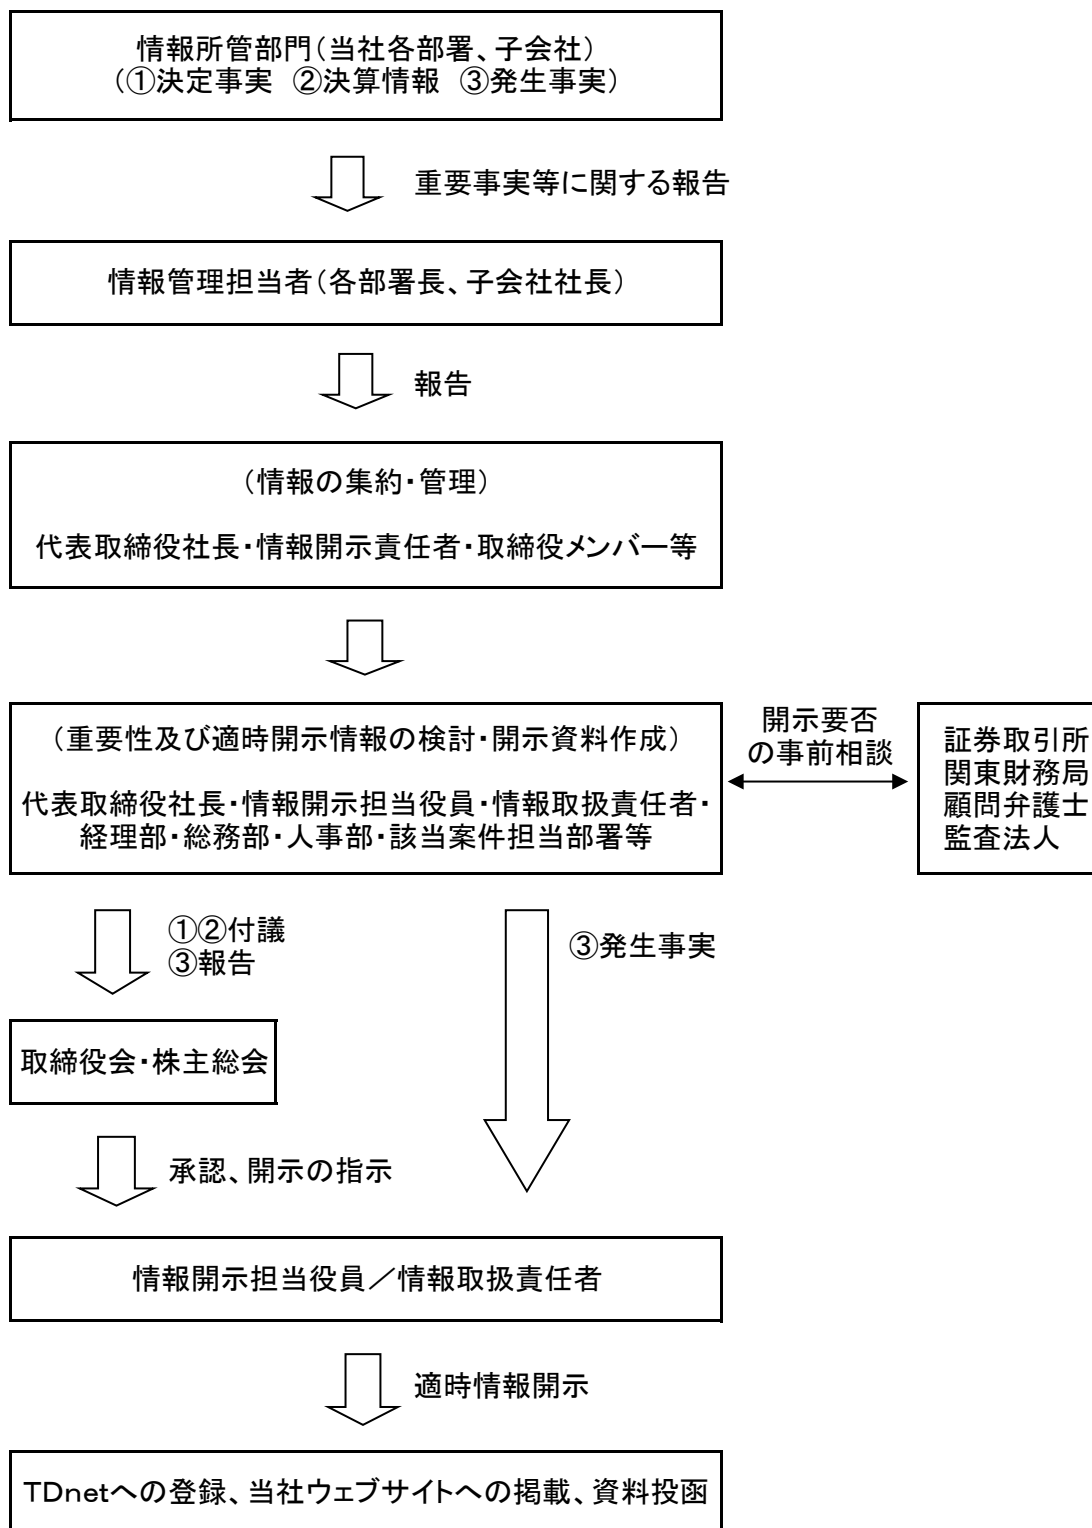 情報所管部門(当社各部署、子会社)
(①決定事実 ②決算情報 ③発生事実)
重要事実等に関する報告
情報管理担当者(各部署長、子会社社長)
報告
(情報の集約・管理)
代表取締役社長・情報開示責任者・取締役メンバー等
(重要性及び適時開示情報の検討・開示資料作成)
代表取締役社長・情報開示担当役員・情報取扱責任者・
経理部・総務部・人事部・該当案件担当部署等
開示要否
の事前相談
証券取引所
関東財務局
顧問弁護士
監査法人
①②付議
③報告
③発生事実
取締役会・株主総会
承認、開示の指示
情報開示担当役員/情報取扱責任者
適時情報開示
TDnetへの登録、当社ウェブサイトへの掲載、資料投函